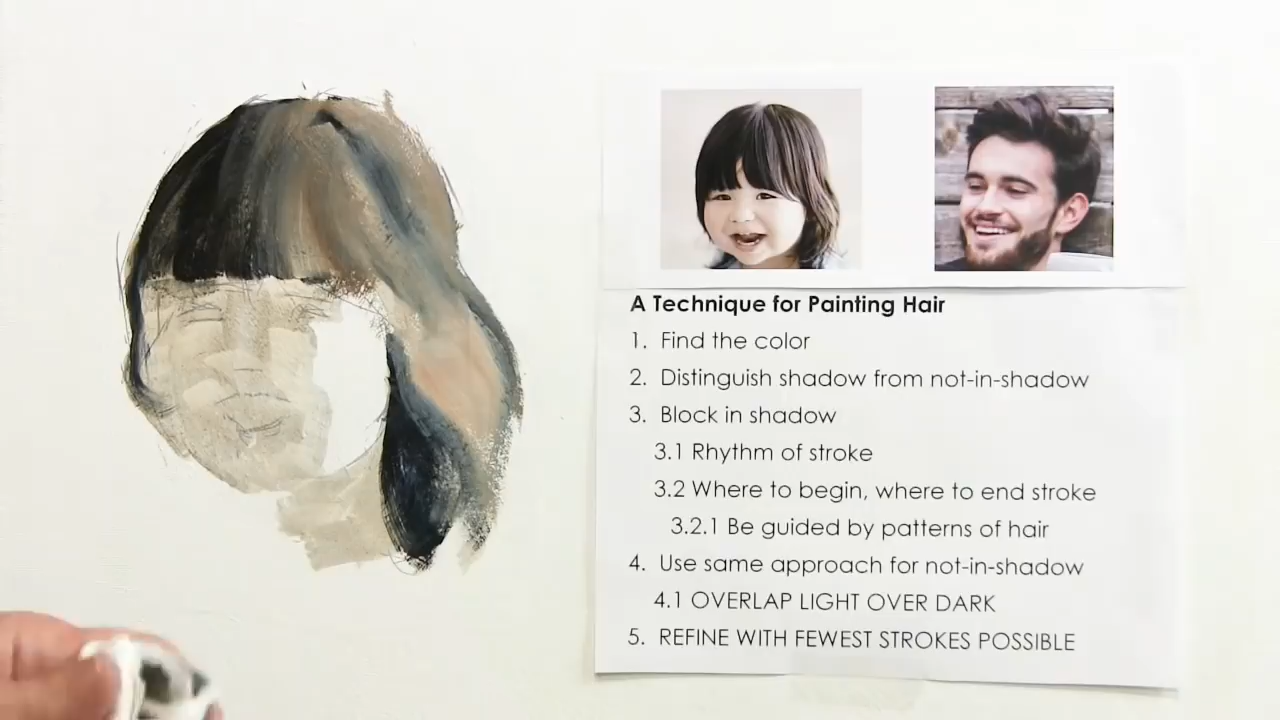 A Technique for Painting Hair
1. Find the color
2. Distinguish shadow from not-in-shadow
3. Block in shadow
3.1 Rhythm of stroke
3.2 Where to begin, where to end stroke
3.2.1 Be guided by patterns of hair
4. Use same approach for not-in-shadow
4.1 OVERLAP LIGHT OVER DARK
5. REFINE WITH FEWEST STROKES POSSIBLE